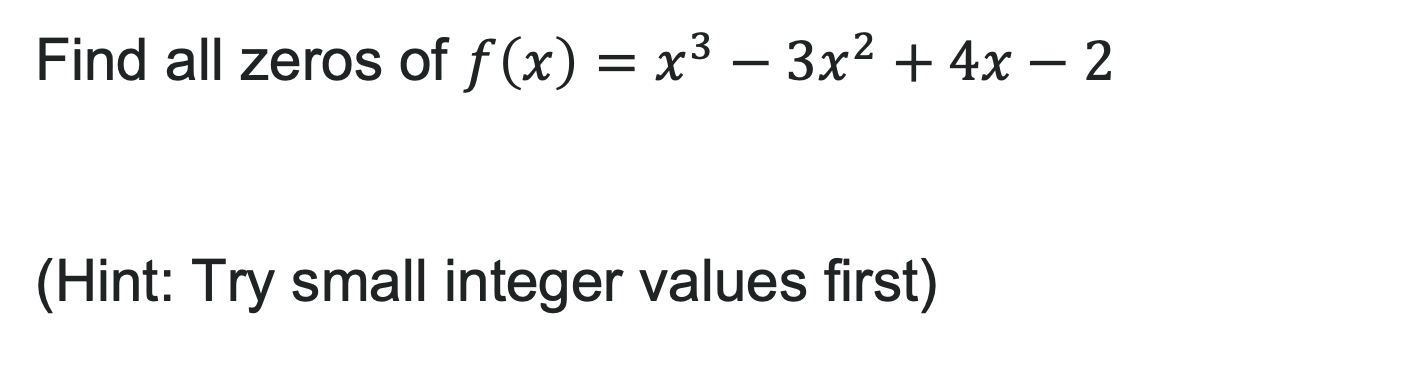 Find all zeros of f(x) = x³ − 3x² + 4x − 2
(Hint: Try small integer values first)